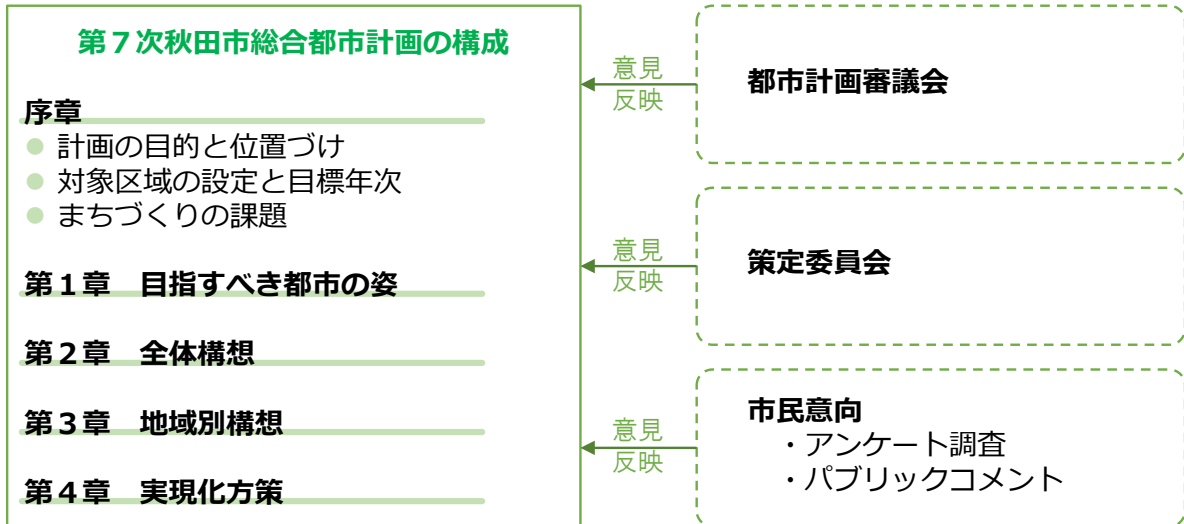 第７次秋田市総合都市計画の構成
序章
● 計画の目的と位置づけ
● 対象区域の設定と目標年次
● まちづくりの課題
第１章　目指すべき都市の姿
第２章　全体構想
第３章　地域別構想
第４章　実現化方策
意見
反映
都市計画審議会
意見
反映
策定委員会
意見
反映
市民意向
・アンケート調査
・パブリックコメント